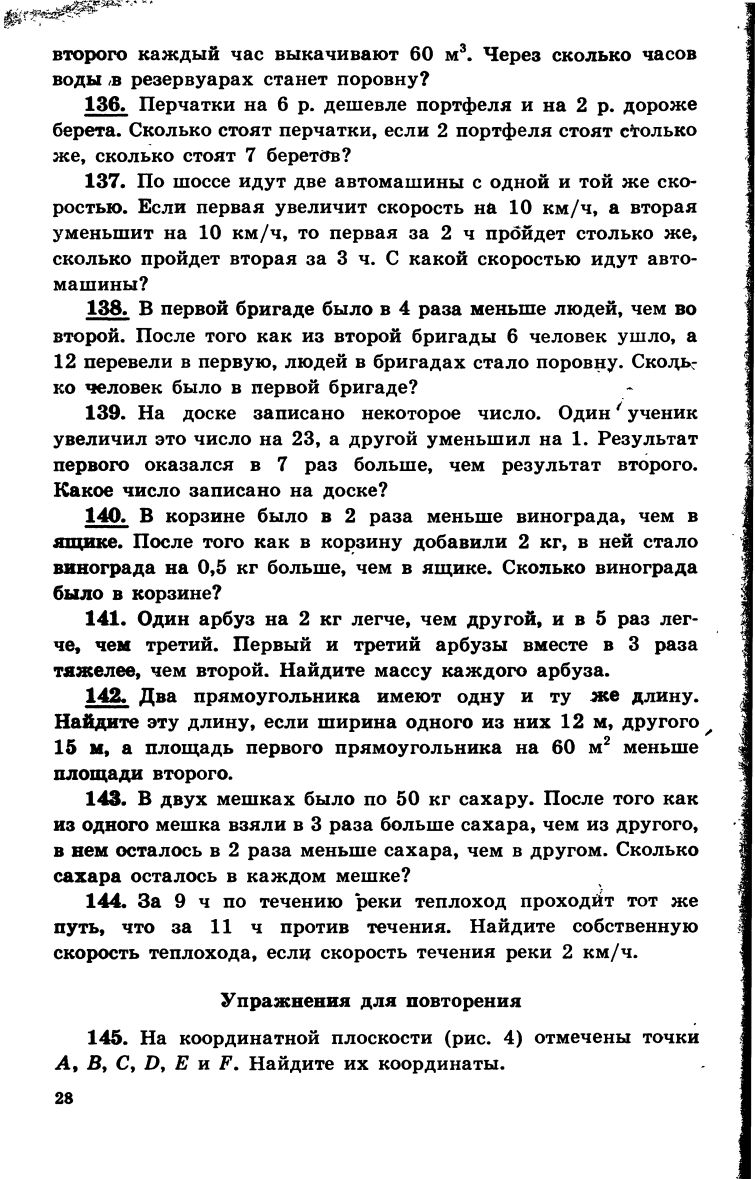 второго каждый час выкачивают 60 м³. Через сколько часов
воды в резервуарах станет поровну?
136. Перчатки на 6 р. дешевле портфеля и на 2 р. дороже
берета. Сколько стоят перчатки, если 2 портфеля стоят столько
же, сколько стоят 7 беретов?
137. По шоссе идут две автомашины с одной и той же ско-
ростью. Если первая увеличит скорость на 10 км/ч, а вторая
уменьшит на 10 км/ч, то первая за 2 ч пройдет столько же,
сколько пройдет вторая за 3 ч. С какой скоростью идут авто-
машины?
138. В первой бригаде было в 4 раза меньше людей, чем во
второй. После того как из второй бригады 6 человек ушло, а
12 перевели в первую, людей в бригадах стало поровну. Сколь-
ко человек было в первой бригаде?
139. На доске записано некоторое число. Один ученик
увеличил это число на 23, а другой уменьшил на 1. Результат
первого оказался в 7 раз больше, чем результат второго.
Какое число записано на доске?
140. В корзине было в 2 раза меньше винограда, чем в
ящике. После того как в корзину добавили 2 кг, в ней стало
винограда на 0,5 кг больше, чем в ящике. Сколько винограда
было в корзине?
141. Один арбуз на 2 кг легче, чем другой, и в 5 раз лег-
че, чем третий. Первый и третий арбузы вместе в 3 раза
тяжелее, чем второй. Найдите массу каждого арбуза.
142. Два прямоугольника имеют одну и ту же длину.
Найдите эту длину, если ширина одного из них 12 м, другого
15 м, а площадь первого прямоугольника на 60 м² меньше
площади второго.
143. В двух мешках было по 50 кг сахару. После того как
из одного мешка взяли в 3 раза больше сахара, чем из другого,
в нем осталось в 2 раза меньше сахара, чем в другом. Сколько
сахара осталось в каждом мешке?
144. За 9 ч по течению реки теплоход проходит тот же
путь, что за 11 ч против течения. Найдите собственную
скорость теплохода, если скорость течения реки 2 км/ч.
Упражнения для повторения
145. На координатной плоскости (рис. 4) отмечены точки
A, B, C, D, E и F. Найдите их координаты.
28